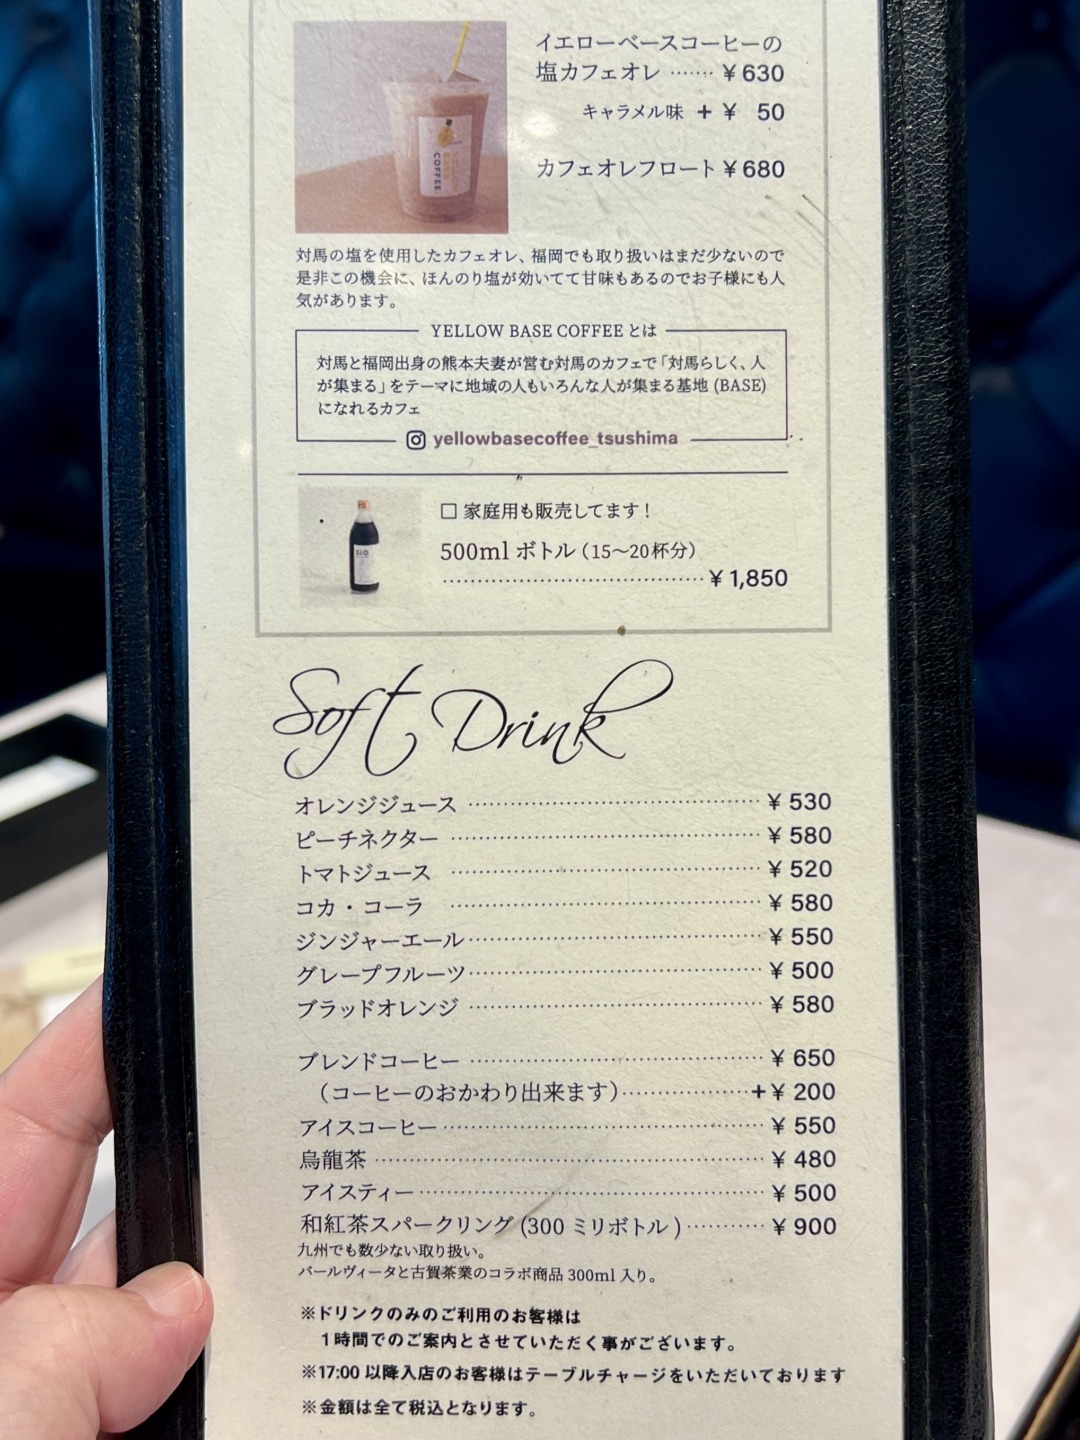 イエローベースコーヒーの
塩カフェオレ ······· ¥630
キャラメル味 + ¥ 50
カフェオレフロート ¥680
COFFEE
対馬の塩を使用したカフェオレ、福岡でも取り扱いはまだ少ないので
是非この機会に、ほんのり塩が効いてて甘味もあるのでお子様にも人
気があります。
YELLOW BASE COFFEE とは
対馬と福岡出身の熊本夫妻が営む対馬のカフェで「対馬らしく、人
が集まる」をテーマに地域の人もいろんな人が集まる基地 (BASE)
になれるカフェ
yellowbasecoffee_tsushima
□ 家庭用も販売してます!
500ml ボトル(15〜20杯分)
¥1,850
Soft Drink
オレンジジュース ¥530
ピーチネクター ¥580
トマトジュース ¥520
コカ・コーラ ¥580
ジンジャーエール ¥550
グレープフルーツ ¥500
ブラッドオレンジ ¥580
ブレンドコーヒー ¥650
(コーヒーのおかわり出来ます) +¥200
アイスコーヒー ¥550
烏龍茶 ¥480
アイスティー ¥500
和紅茶スパークリング (300 ミリボトル) ¥900
九州でも数少ない取り扱い。
バールヴィータと古賀茶業のコラボ商品 300ml 入り。
※ドリンクのみのご利用のお客様は
1時間でのご案内とさせていただく事がございます。
※17:00 以降入店のお客様はテーブルチャージをいただいております
※金額は全て税込となります。